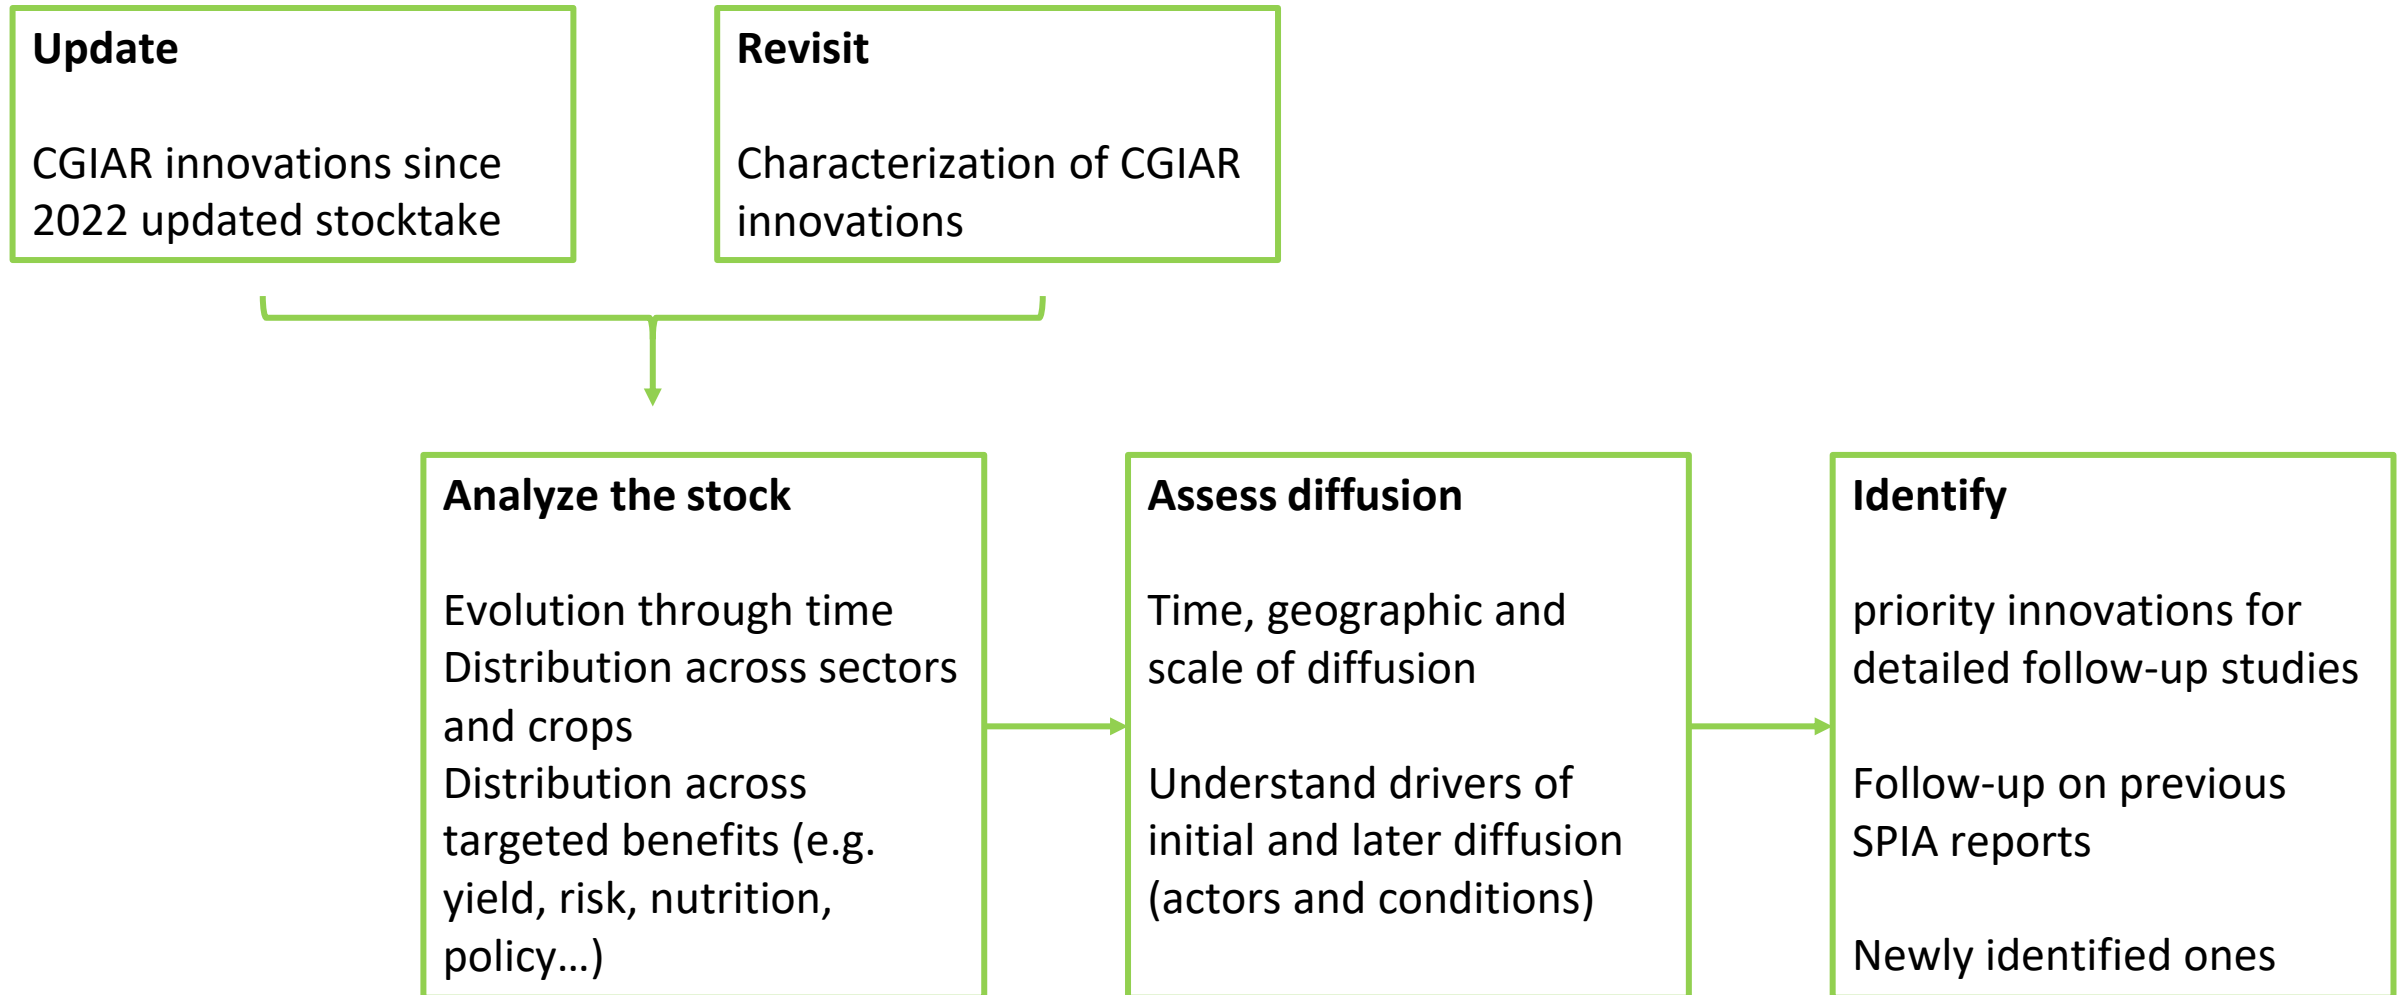 Update
CGIAR innovations since
2022 updated stocktake
Revisit
Characterization of CGIAR
innovations
Analyze the stock
Evolution through time
Distribution across sectors
and crops
Distribution across
targeted benefits (e.g.
yield, risk, nutrition,
policy…)
Assess diffusion
Time, geographic and
scale of diffusion
Understand drivers of
initial and later diffusion
(actors and conditions)
Identify
priority innovations for
detailed follow-up studies
Follow-up on previous
SPIA reports
Newly identified ones